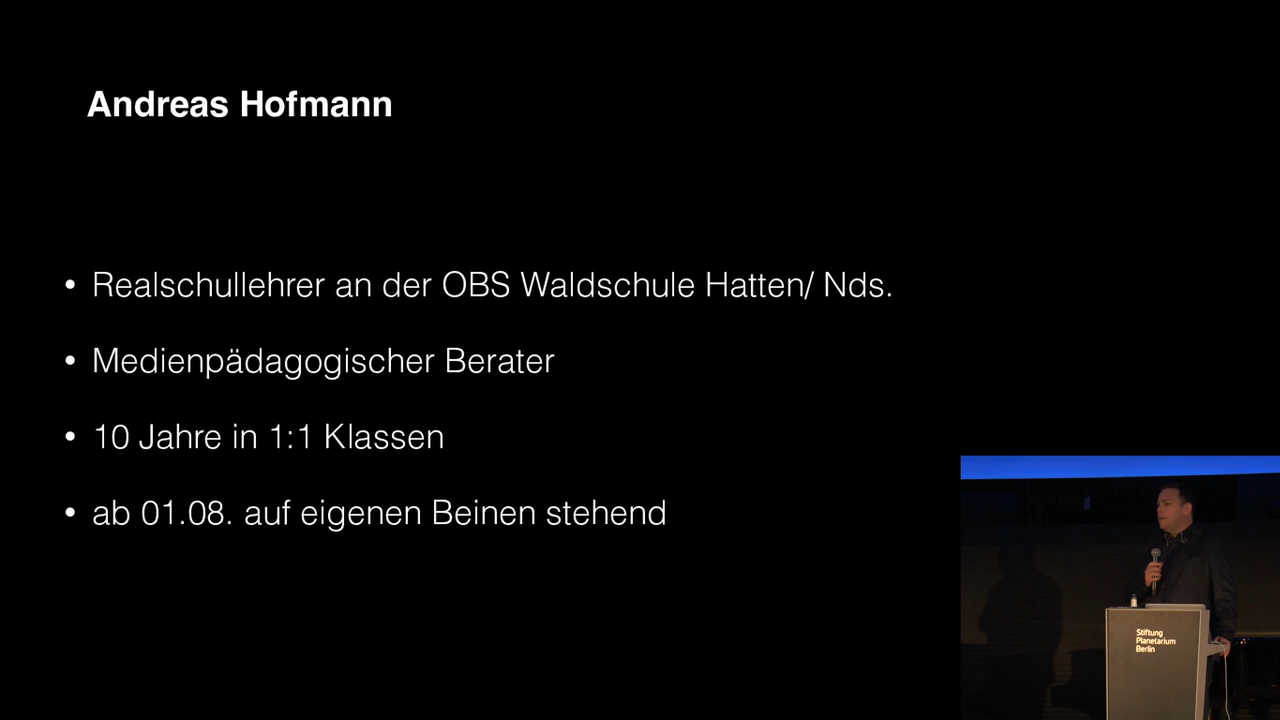 Andreas Hofmann
• Realschullehrer an der OBS Waldschule Hatten/ Nds.
• Medienpädagogischer Berater
• 10 Jahre in 1:1 Klassen
• ab 01.08. auf eigenen Beinen stehend
Stiftung
Planetarium
Berlin